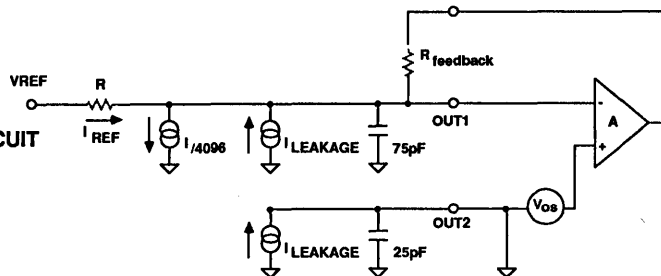 Rfeedback
VREF
R
OUT1
-
A
IREF
CUIT
I/4096
ILEAKAGE
75pF
+
VOS
OUT2
ILEAKAGE
25pF